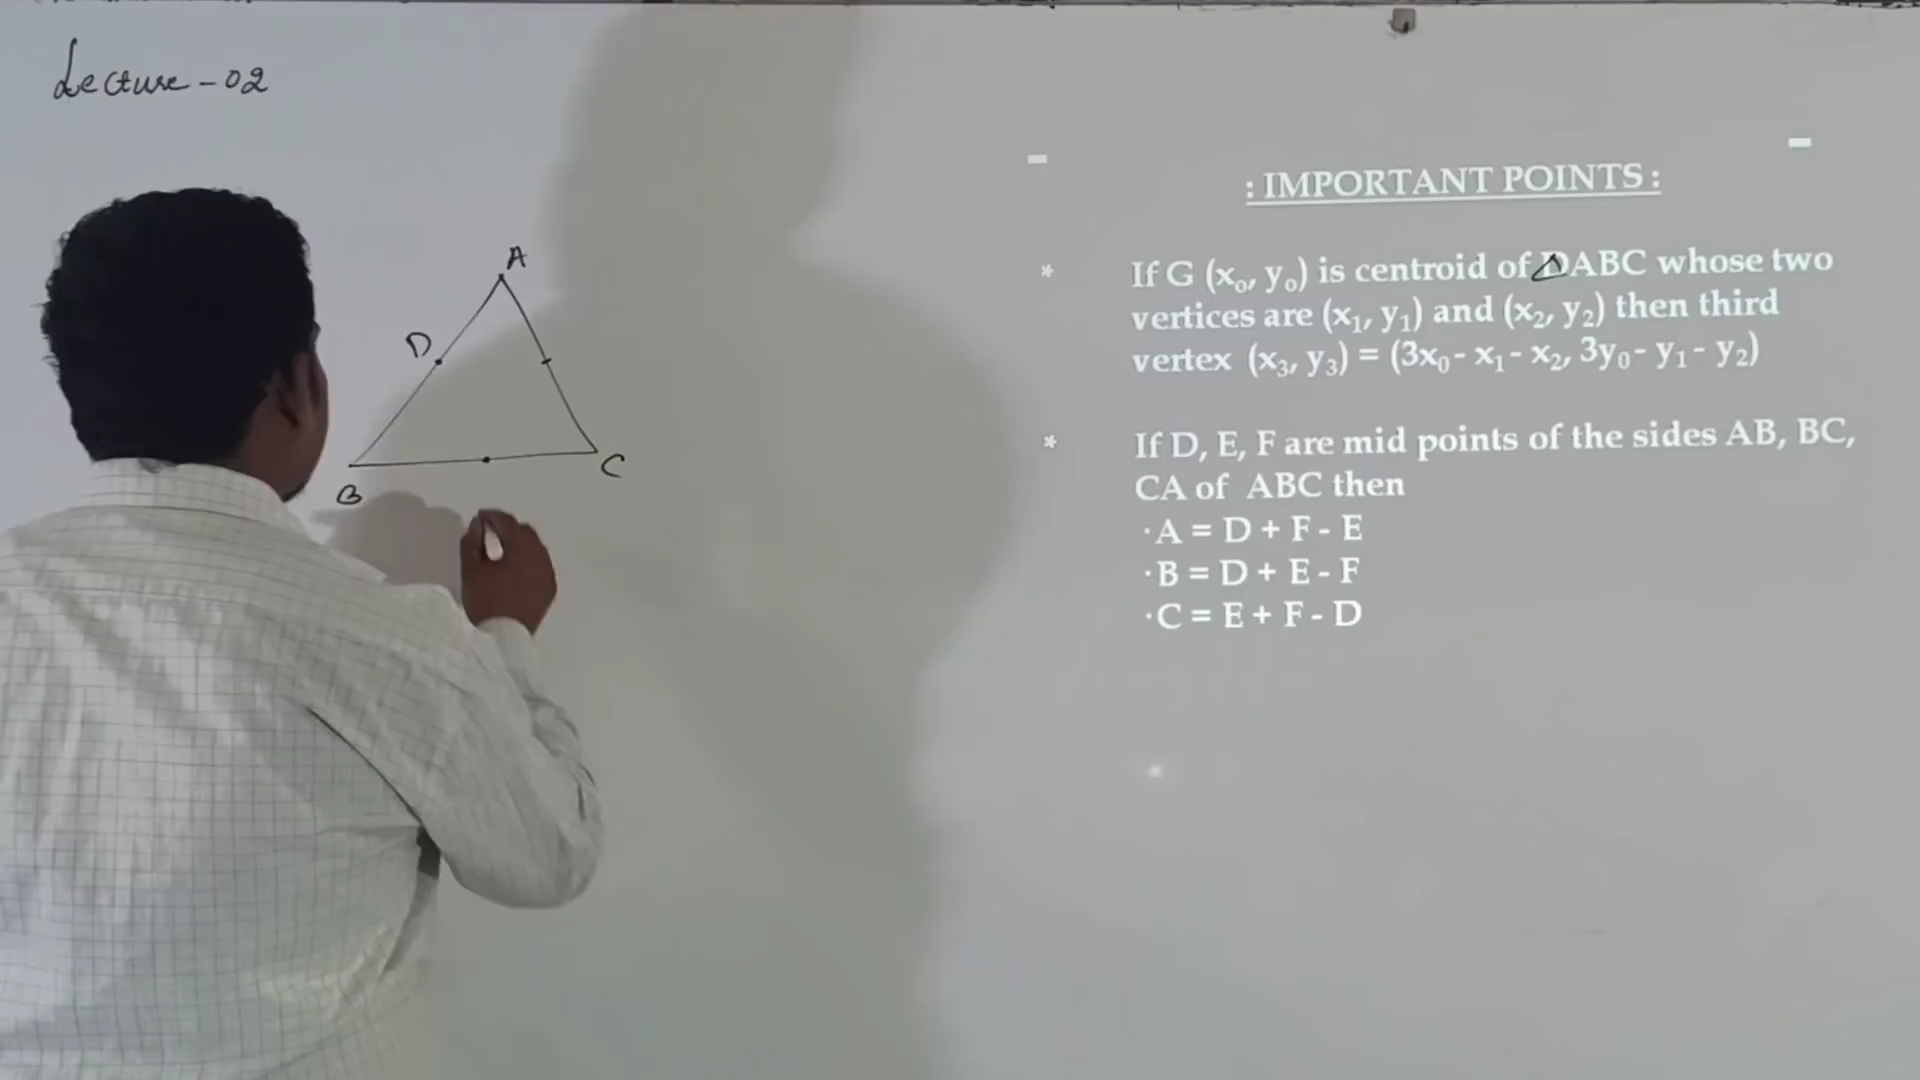 Lecture - 02
A
D
B
C
: IMPORTANT POINTS :
* If G (x₀, y₀) is centroid of △ABC whose two
vertices are (x₁, y₁) and (x₂, y₂) then third
vertex (x₃, y₃) = (3x₀ - x₁ - x₂, 3y₀ - y₁ - y₂)
* If D, E, F are mid points of the sides AB, BC,
CA of ABC then
·A = D + F - E
·B = D + E - F
·C = E + F - D